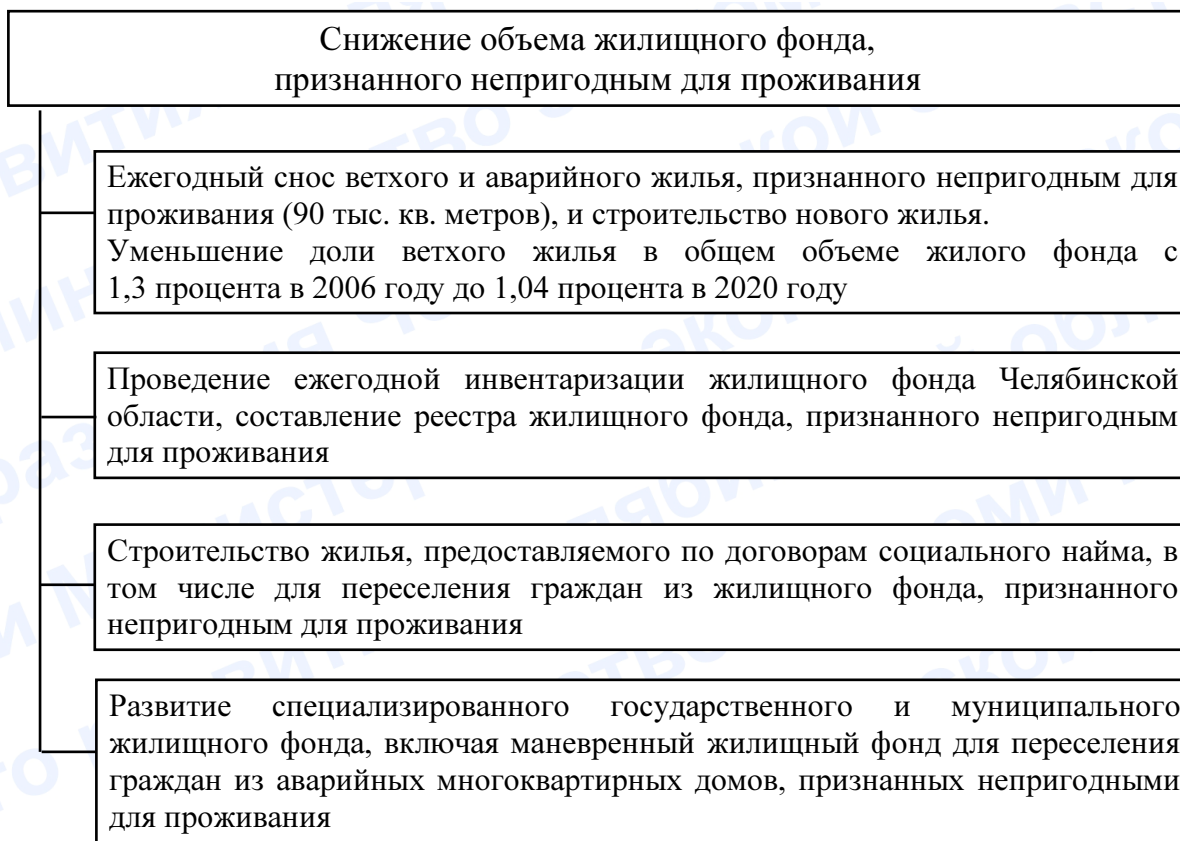 Снижение объема жилищного фонда,
признанного непригодным для проживания
Ежегодный снос ветхого и аварийного жилья, признанного непригодным для
проживания (90 тыс. кв. метров), и строительство нового жилья.
Уменьшение доли ветхого жилья в общем объеме жилого фонда с
1,3 процента в 2006 году до 1,04 процента в 2020 году
Проведение ежегодной инвентаризации жилищного фонда Челябинской
области, составление реестра жилищного фонда, признанного непригодным
для проживания
Строительство жилья, предоставляемого по договорам социального найма, в
том числе для переселения граждан из жилищного фонда, признанного
непригодным для проживания
Развитие специализированного государственного и муниципального
жилищного фонда, включая маневренный жилищный фонд для переселения
граждан из аварийных многоквартирных домов, признанных непригодными
для проживания